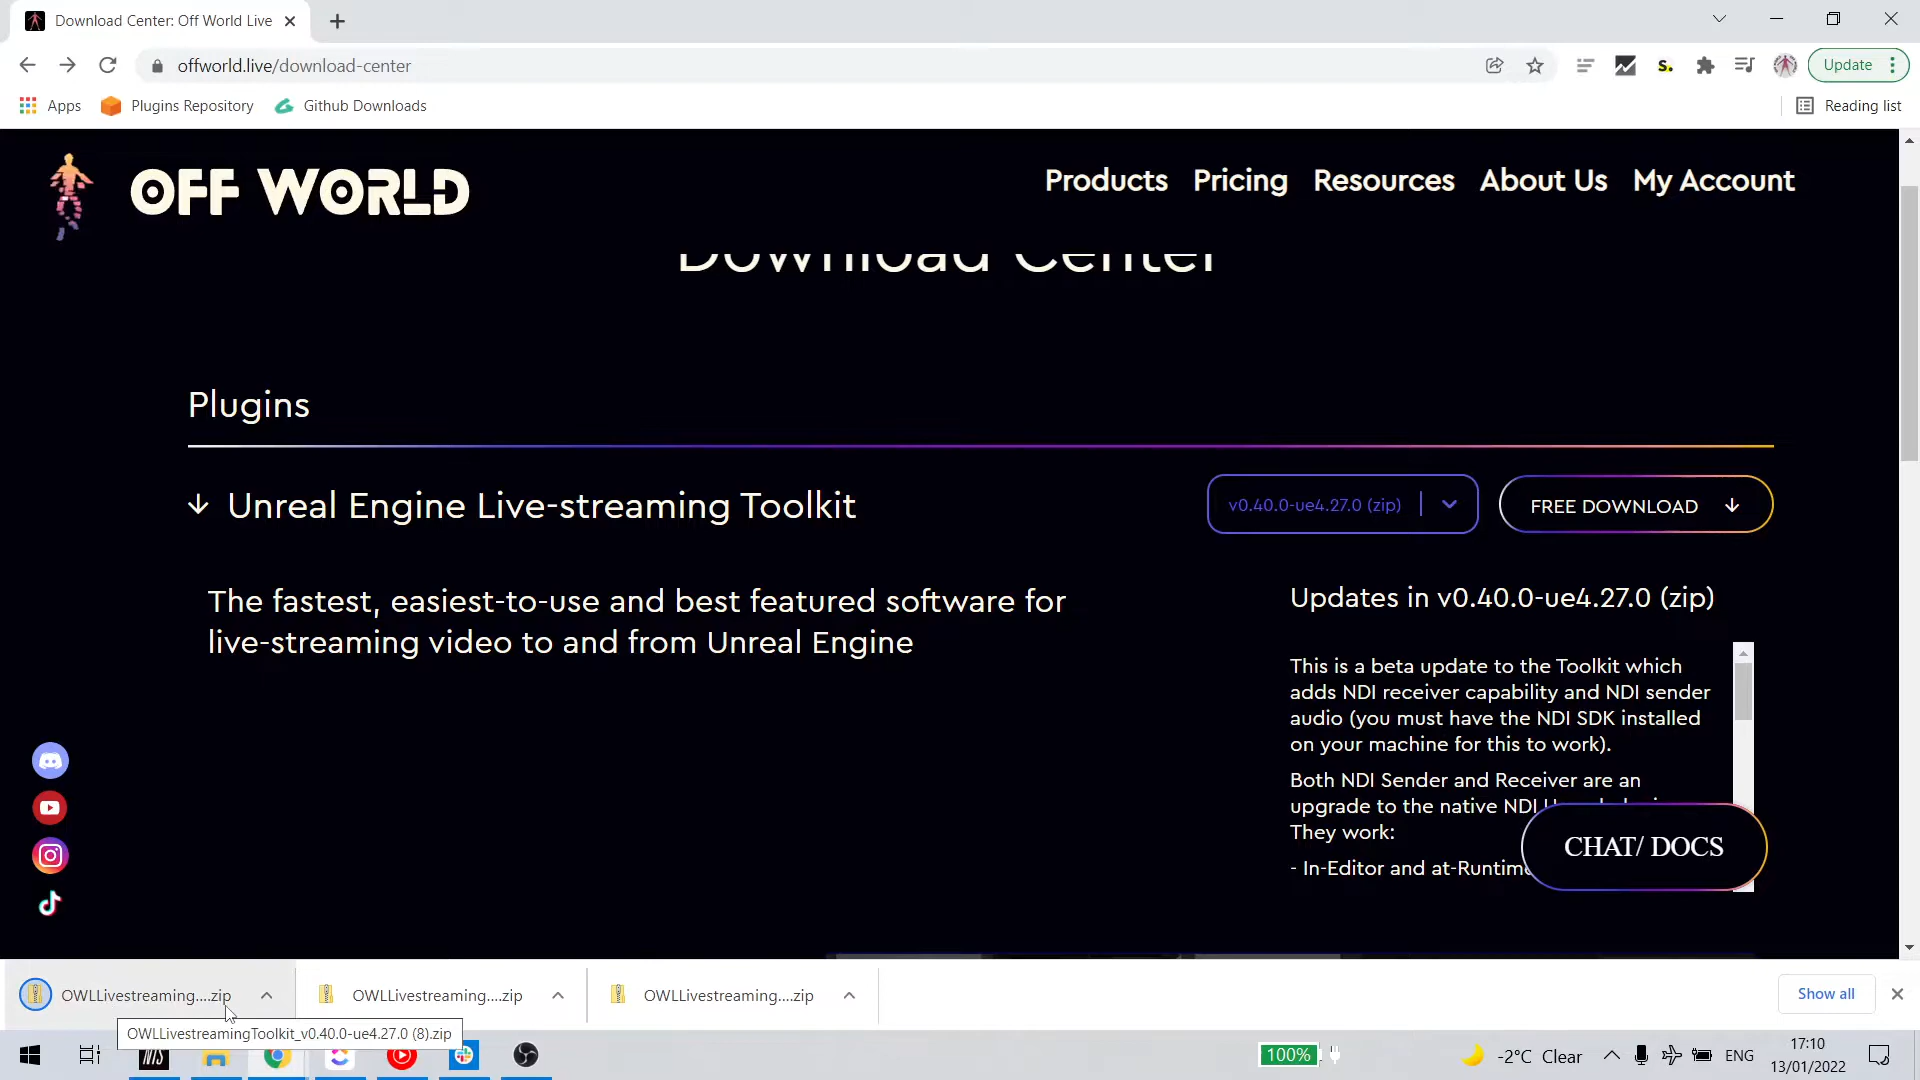 Download Center: Off World Live
offworld.live/download-center
Update
Apps
Plugins Repository
Github Downloads
Reading list
OFF WORLD
Products
Pricing
Resources
About Us
My Account
Download Center
Plugins
Unreal Engine Live-streaming Toolkit
v0.40.0-ue4.27.0 (zip)
FREE DOWNLOAD
The fastest, easiest-to-use and best featured software for
live-streaming video to and from Unreal Engine
Updates in v0.40.0-ue4.27.0 (zip)
This is a beta update to the Toolkit which
adds NDI receiver capability and NDI sender
audio (you must have the NDI SDK installed
on your machine for this to work).
Both NDI Sender and Receiver are an
upgrade to the native NDI
They work:
- In-Editor and at-Runtime
CHAT/ DOCS
OWLLivestreaming....zip
OWLLivestreaming....zip
OWLLivestreaming....zip
Show all
OWLLivestreamingToolkit_v0.40.0-ue4.27.0 (8).zip
100%
-2°C Clear
ENG
17:10
13/01/2022